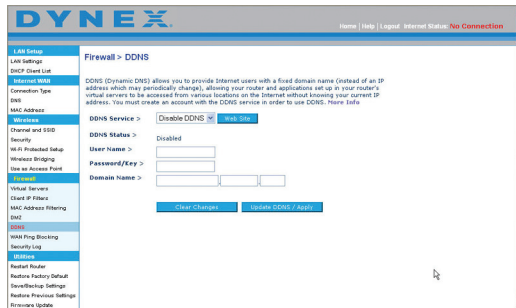 DYNEX
Home | Help | Logout Internet Status: No Connection
LAN Setup
LAN Settings
DHCP Client List
Internet WAN
Connection Type
DNS
MAC Address
Wireless
Channel and SSID
Security
Wi-Fi Protected Setup
Wireless Bridging
Use as Access Point
Firewall
Virtual Servers
Client IP Filters
MAC Address Filtering
DMZ
DDNS
WAN Ping Blocking
Security Log
Utilities
Restart Router
Restore Factory Default
Save/Backup Settings
Restore Previous Settings
Firmware Update
Firewall > DDNS
DDNS (Dynamic DNS) allows you to provide Internet users with a fixed domain name (instead of an IP
address which may periodically change), allowing your router and applications set up in your router's
virtual servers to be accessed from various locations on the Internet without knowing your current IP
address. You must create an account with the DDNS service in order to use DDNS. More Info
DDNS Service > Disable DDNS Web Site
DDNS Status > Disabled
User Name >
Password/Key >
Domain Name > . .
Clear Changes Update DDNS / Apply